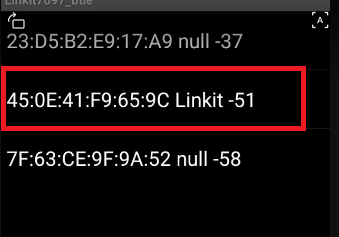 Linkit7697_btle
23:D5:B2:E9:17:A9 null -37
45:0E:41:F9:65:9C Linkit -51
7F:63:CE:9F:9A:52 null -58